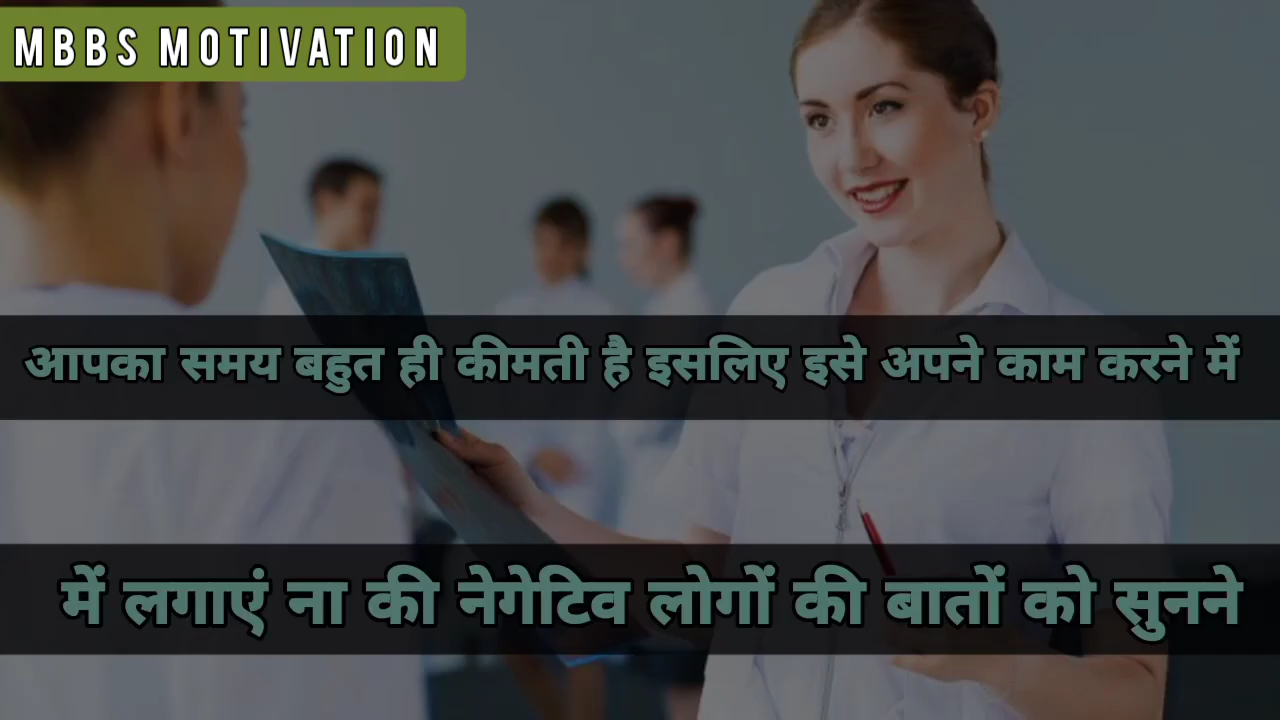 MBBS MOTIVATION
आपका समय बहुत ही कीमती है इसलिए इसे अपने काम करने में
में लगाएं ना की नेगेटिव लोगों की बातों को सुनने